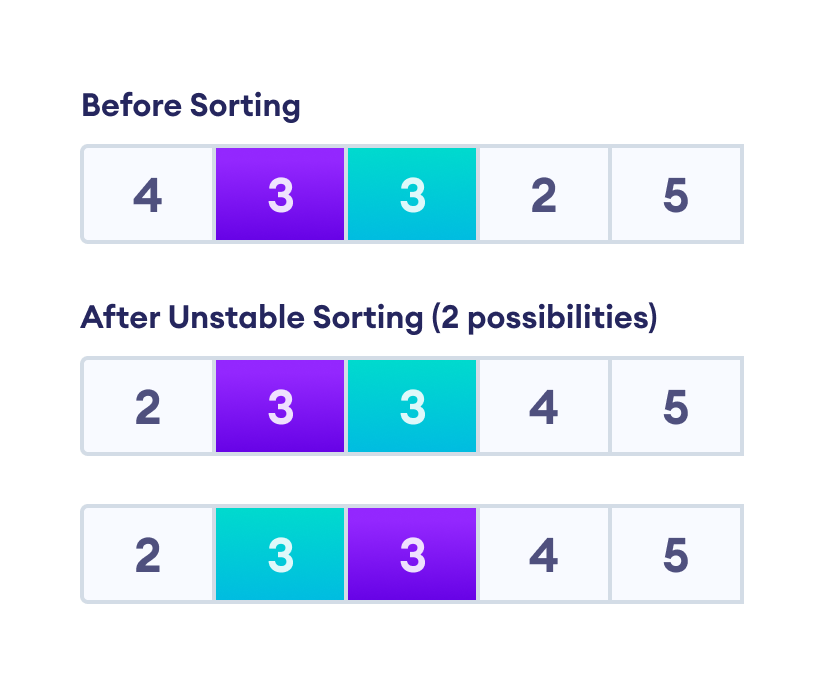 Before Sorting
4 3 3 2 5
After Unstable Sorting (2 possibilities)
2 3 3 4 5
2 3 3 4 5